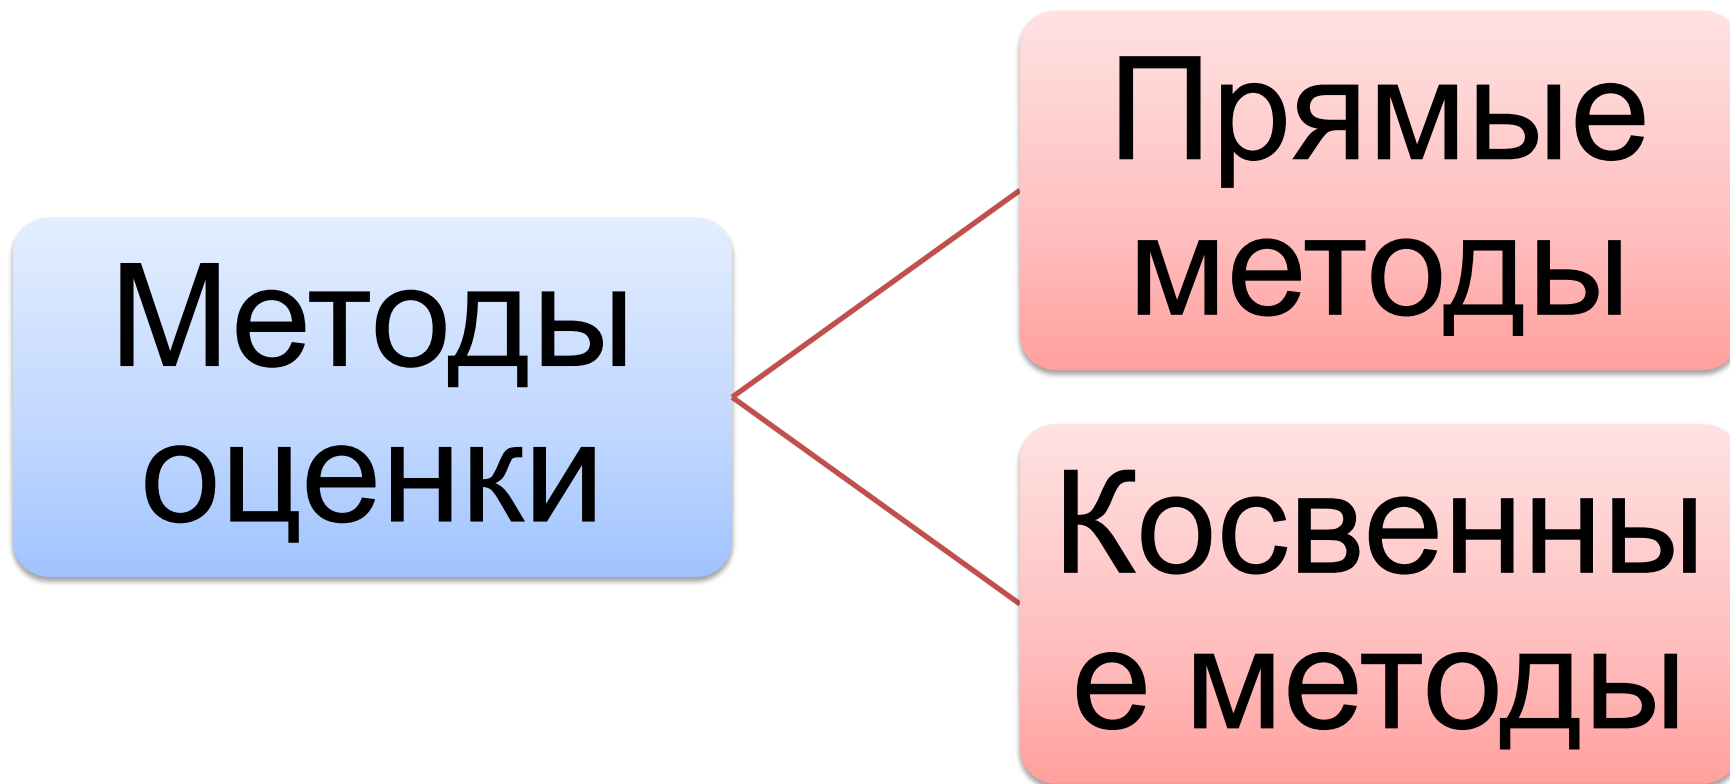 Методы
оценки
Прямые
методы
Косвенны
е методы